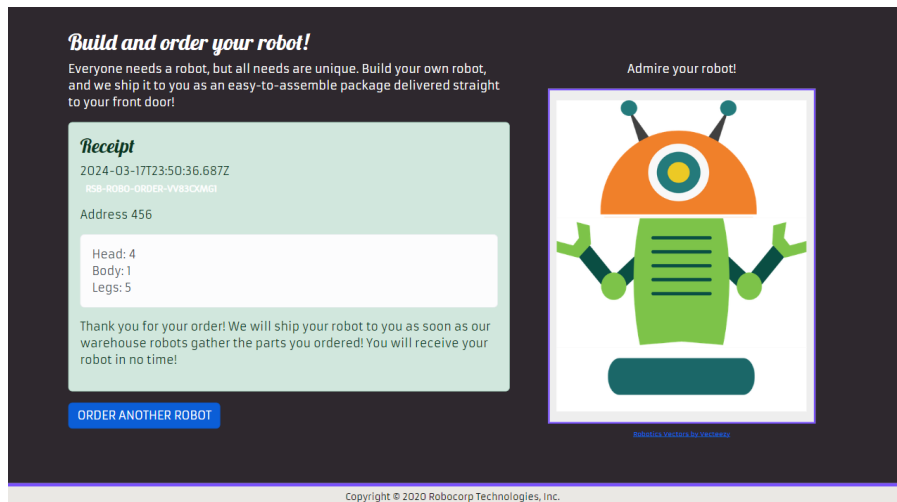 Build and order your robot!
Everyone needs a robot, but all needs are unique. Build your own robot,
and we ship it to you as an easy-to-assemble package delivered straight
to your front door!
Receipt
2024-03-17T23:50:36.687Z
Address 456
Head: 4
Body: 1
Legs: 5
Thank you for your order! We will ship your robot to you as soon as our
warehouse robots gather the parts you ordered! You will receive your
robot in no time!
ORDER ANOTHER ROBOT
Admire your robot!
Robotics Vectors by Vecteezy
Copyright © 2020 Robocorp Technologies, Inc.